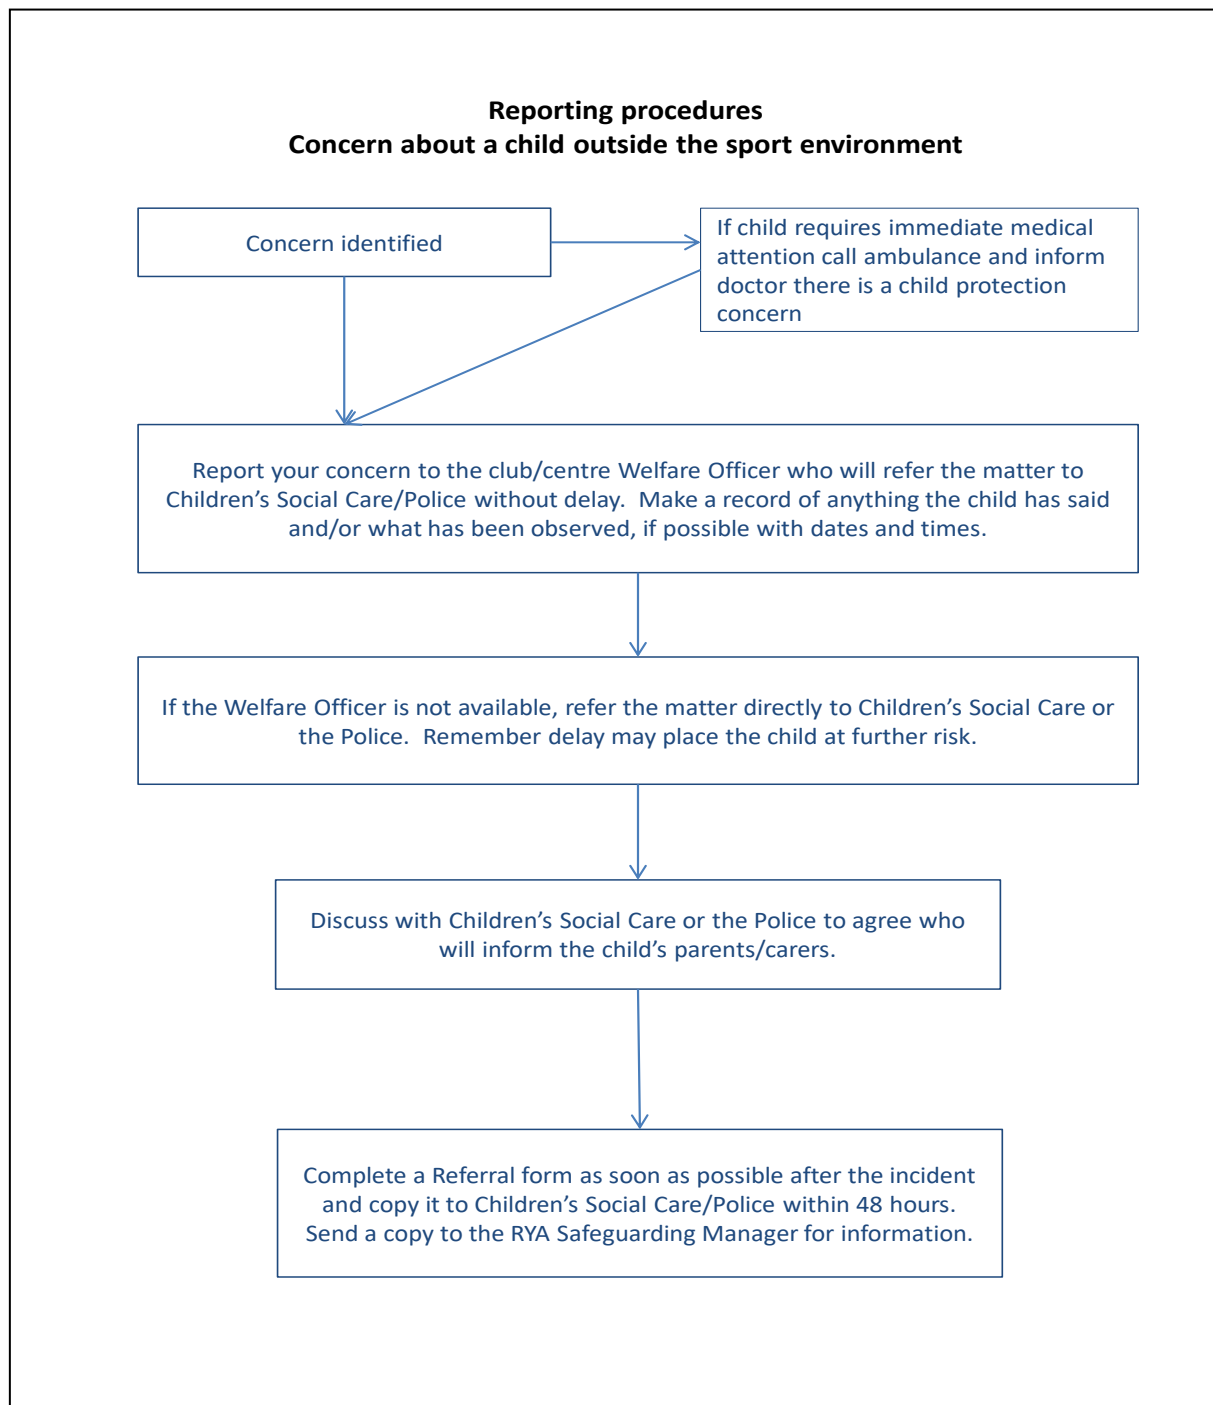 Reporting procedures
Concern about a child outside the sport environment
Concern identified
If child requires immediate medical
attention call ambulance and inform
doctor there is a child protection
concern
Report your concern to the club/centre Welfare Officer who will refer the matter to
Children’s Social Care/Police without delay.  Make a record of anything the child has said
and/or what has been observed, if possible with dates and times.
If the Welfare Officer is not available, refer the matter directly to Children’s Social Care or
the Police.  Remember delay may place the child at further risk.
Discuss with Children’s Social Care or the Police to agree who
will inform the child’s parents/carers.
Complete a Referral form as soon as possible after the incident
and copy it to Children’s Social Care/Police within 48 hours.
Send a copy to the RYA Safeguarding Manager for information.